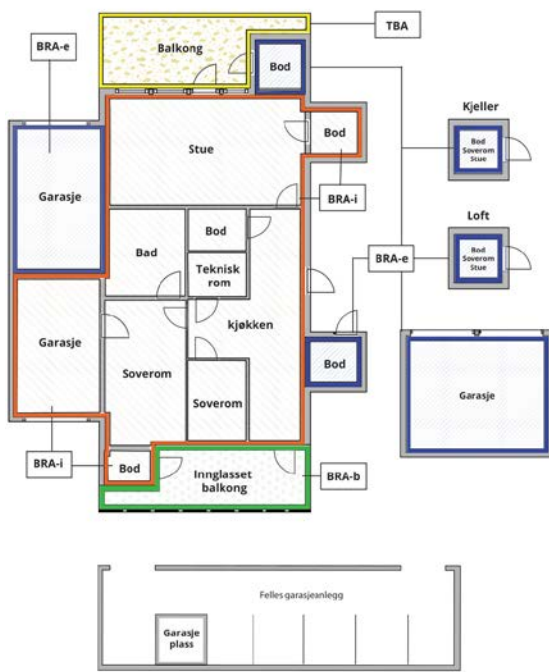 TBA
BRA-e
Balkong
Bod
Kjeller
Bod
Soverom
Stue
Stue
Bod
Garasje
BRA-i
Loft
Bod
Soverom
Stue
Bad
Bod
Teknisk
rom
BRA-e
Garasje
kjøkken
Soverom
Soverom
Bod
Garasje
BRA-i
Bod
Innglasset
balkong
BRA-b
Felles garasjeanlegg
Garasje
plass